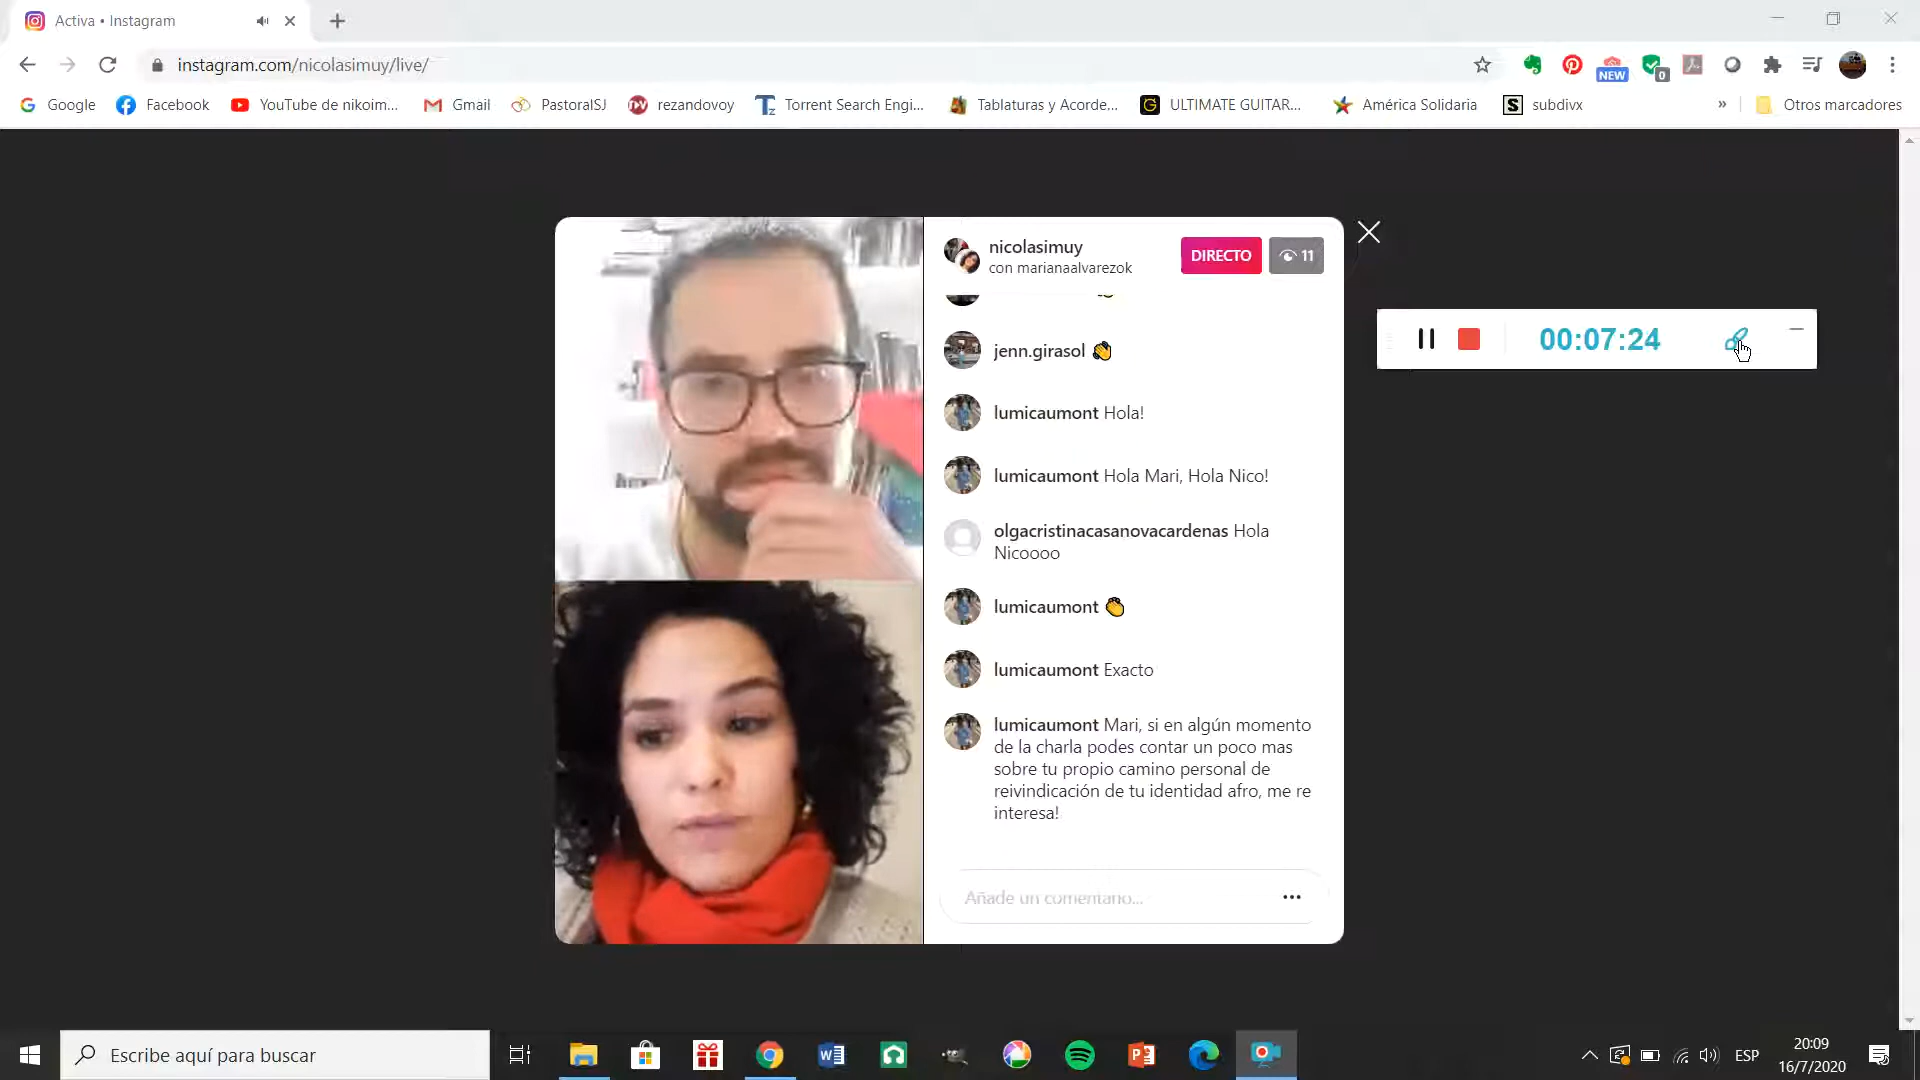 Activa • Instagram
instagram.com/nicolasimuy/live/
NEW
0
Google
Facebook
YouTube de nikoim...
Gmail
PastoralSJ
rezandovoy
Torrent Search Engi...
Tablaturas y Acorde...
ULTIMATE GUITAR...
América Solidaria
subdivx
»
Otros marcadores
nicolasimuy
con marianaalvarezok
DIRECTO
11
00:07:24
jenn.girasol 👏
lumicaumont Hola!
lumicaumont Hola Mari, Hola Nico!
olgacristinacasanovacardenas Hola
Nicoooo
lumicaumont 👏
lumicaumont Exacto
lumicaumont Mari, si en algún momento
de la charla podes contar un poco mas
sobre tu propio camino personal de
reivindicación de tu identidad afro, me re
interesa!
Añade un comentario...
Escribe aquí para buscar
ESP
20:09
16/7/2020